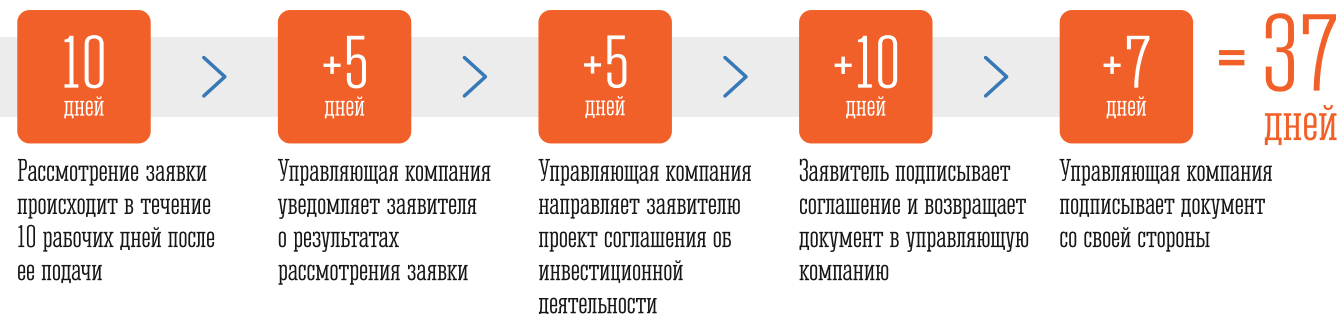 10
дней
Рассмотрение заявки
происходит в течение
10 рабочих дней после
ее подачи
+5
дней
Управляющая компания
уведомляет заявителя
о результатах
рассмотрения заявки
+5
дней
Управляющая компания
направляет заявителю
проект соглашения об
инвестиционной
деятельности
+10
дней
Заявитель подписывает
соглашение и возвращает
документ в управляющую
компанию
+7
дней
Управляющая компания
подписывает документ
со своей стороны
= 37
дней